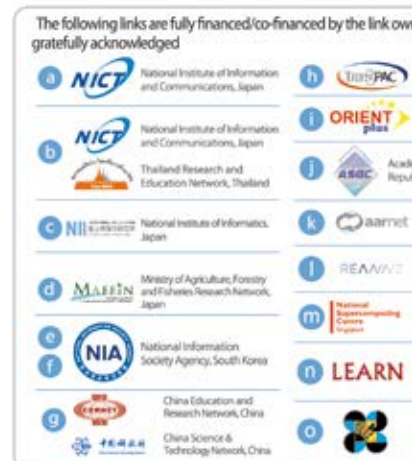 The following links are fully financed/co-financed by the link own
gratefully acknowledged
a NICT National Institute of Information
and Communications, Japan
b NICT National Institute of Information
and Communications, Japan
Thailand Research and
Education Network, Thailand
c NII National Institute of Informatics,
Japan
d MAFFIN Ministry of Agriculture, Forestry
and Fisheries Research Network,
Japan
e
f NIA National Information
Society Agency, South Korea
g CERNET China Education and
Research Network, China
China Science &
Technology Network, China
h TransPAC
i ORIENT
plus
j ASGC Acade
Repu
k aarnet
l REANNZ
m National
Supercomputing
Centre
Singapore
n LEARN
o